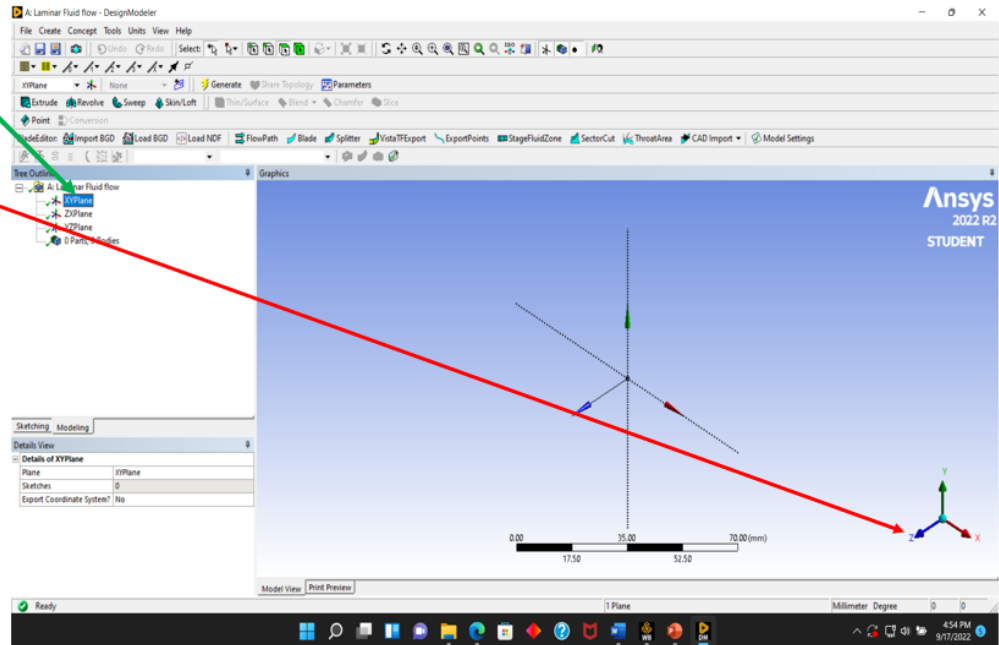 A: Laminar Fluid flow - DesignModeler
File Create Concept Tools Units View Help
Undo Redo Select:
XYPlane None Generate Share Topology Parameters
Extrude Revolve Sweep Skin/Loft Thin/Surface Blend Chamfer Slice
Point Conversion
BladeEditor: Import BGD Load BGD Load NDF FlowPath Blade Splitter VistaTFExport ExportPoints StageFluidZone SectorCut ThroatArea CAD Import Model Settings
Tree Outline Graphics
A: Laminar Fluid flow
XYPlane
ZXPlane
YZPlane
0 Parts, 0 Bodies
Ansys
2022 R2
STUDENT
Sketching Modeling
Details View
Details of XYPlane
Plane XYPlane
Sketches 0
Export Coordinate System? No
Y
Z X
0.00 35.00 70.00 (mm)
17.50 52.50
Model View Print Preview
Ready 1 Plane Millimeter Degree 0 0
WB DM
4:54 PM
9/17/2022